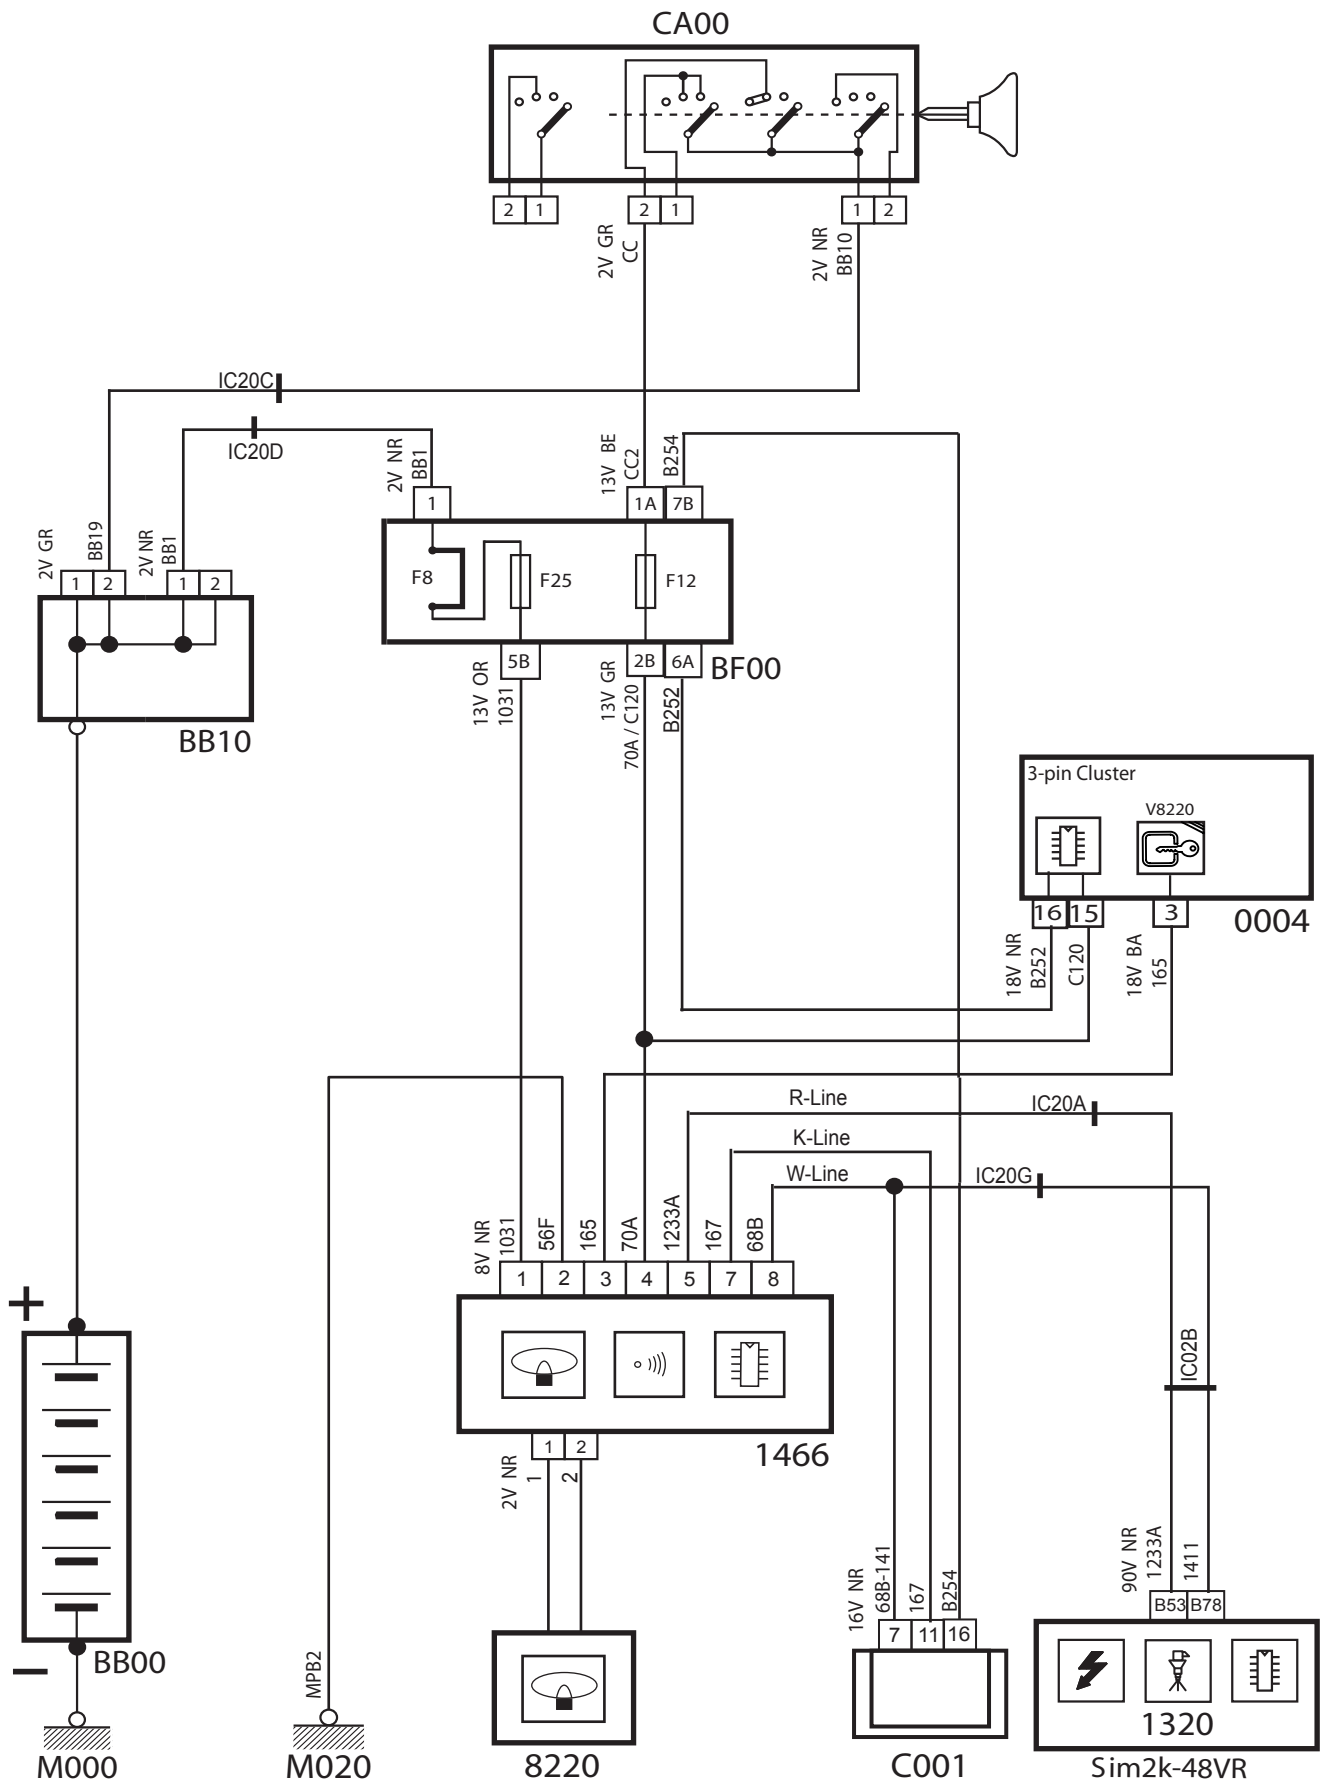 CA00
2 1
2 1
1 2
2V GR
CC
2V NR
BB10
IC20C
IC20D
2V NR
BB1
13V BE
CC2
B254
1
1A 7B
2V GR
BB19
2V NR
BB1
1 2
1 2
F8
F25
F12
5B
2B 6A
BF00
BB10
13V OR
1031
13V GR
70A / C120
B252
3-pin Cluster
V8220
16 15
3
0004
18V NR
B252
C120
18V BA
165
R-Line
IC20A
K-Line
W-Line
IC20G
8V NR
1031
56F
165
70A
1233A
167
68B
1 2 3 4 5 7 8
+
IC02B
1466
1 2
2V NR
1
2
90V NR
1233A
1411
16V NR
68B-141
167
B254
B53 B78
7 11 16
MPB2
BB00
–
1320
M000
M020
8220
C001
Sim2k-48VR